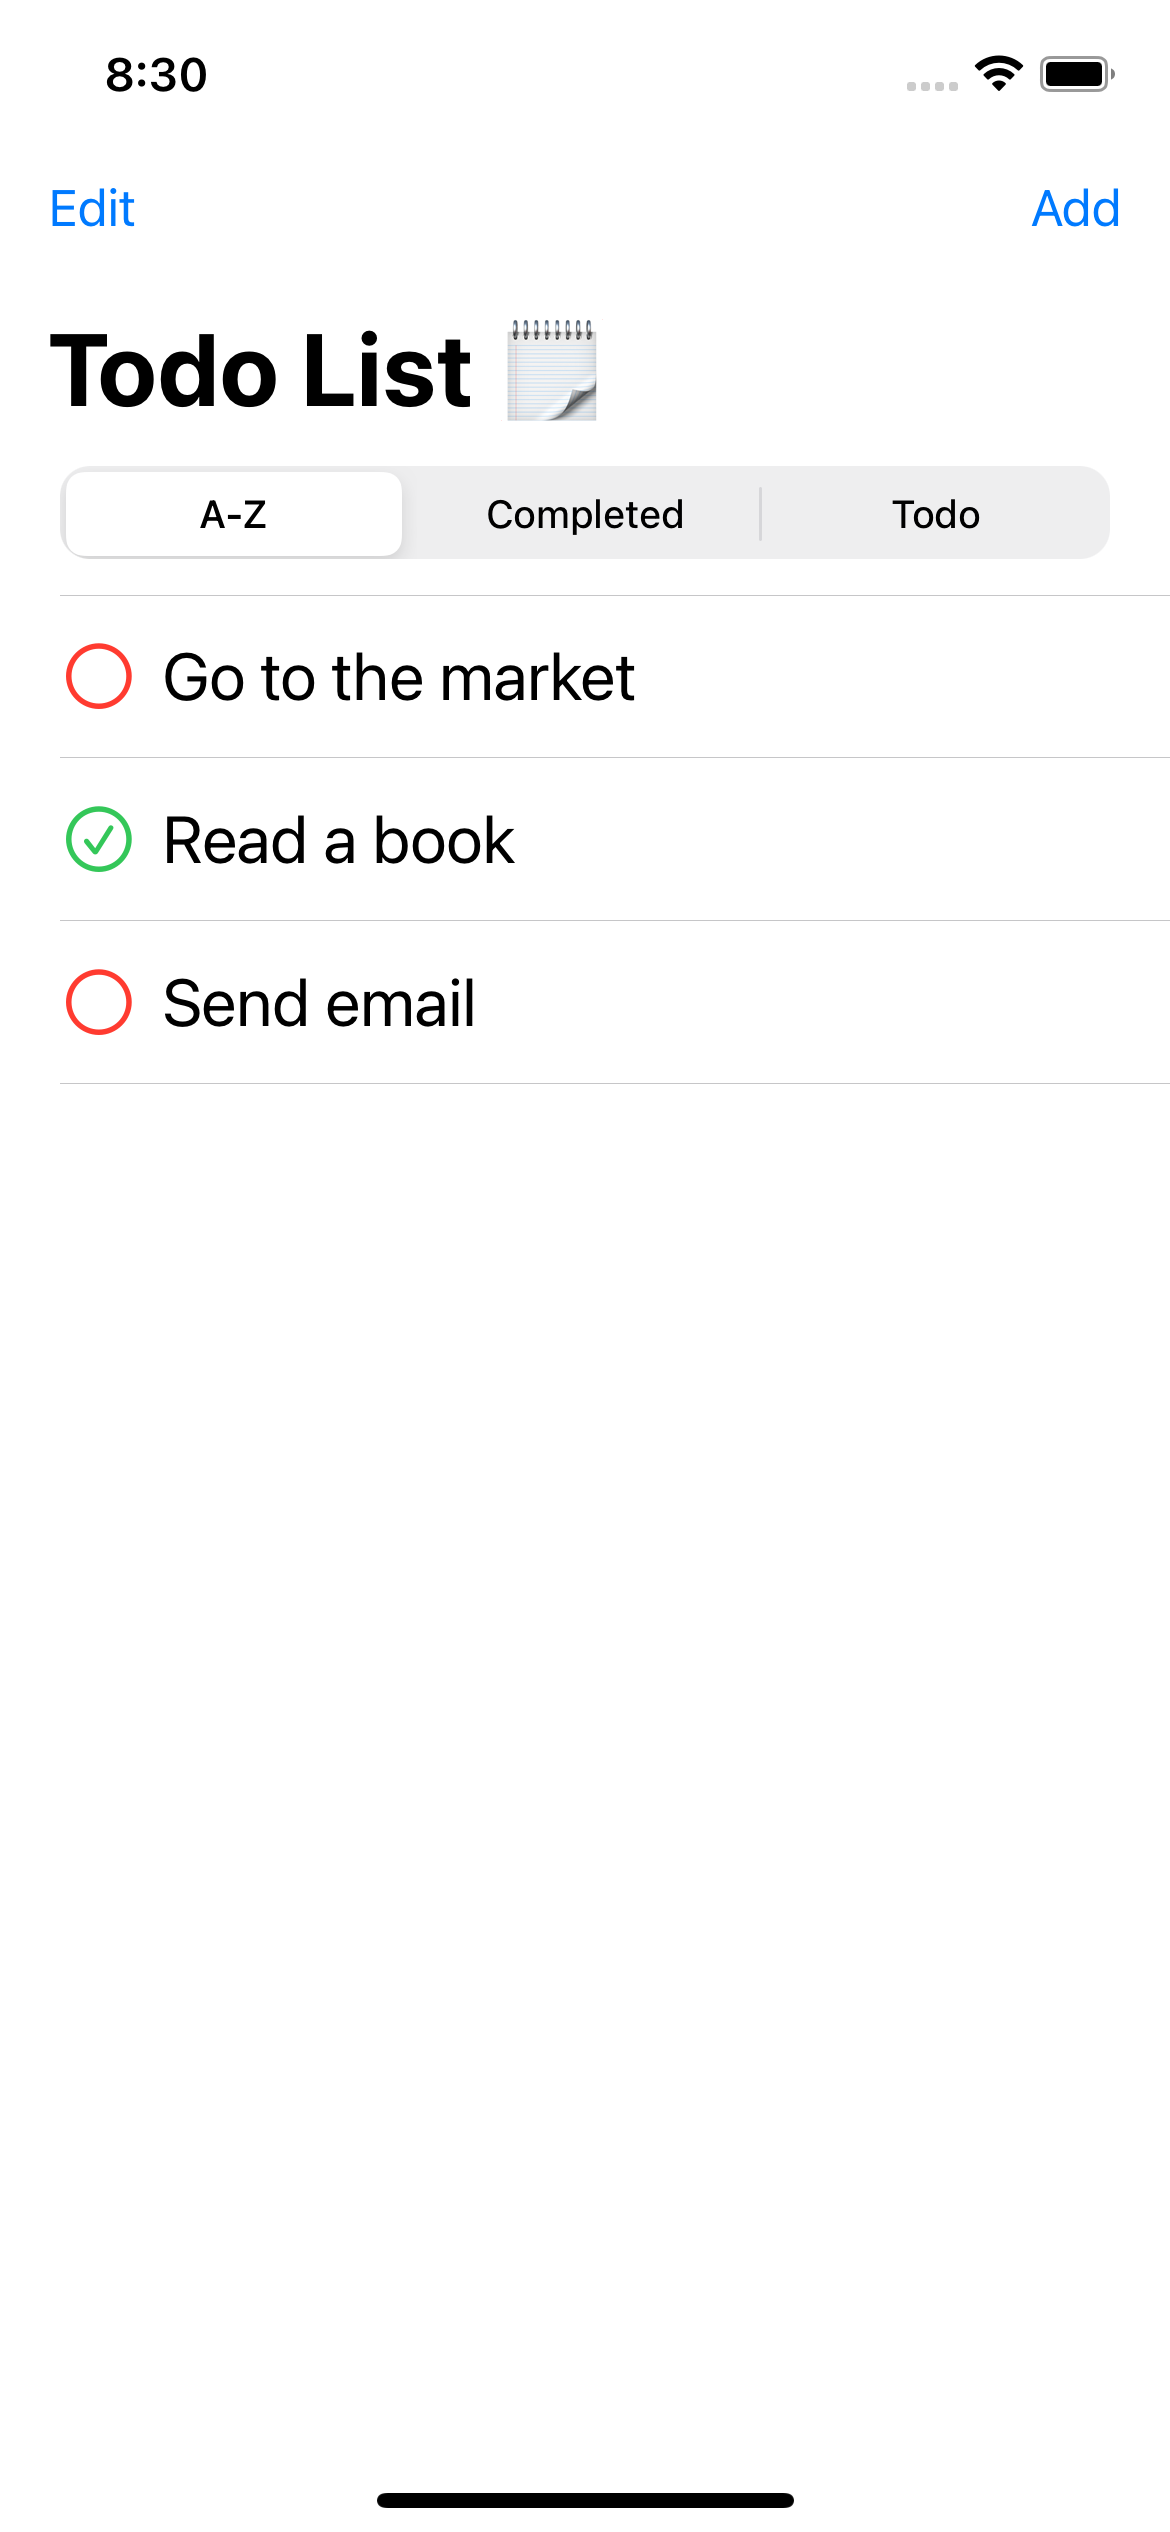 8:30
Edit Add
Todo List
A-Z Completed Todo
Go to the market
Read a book
Send email